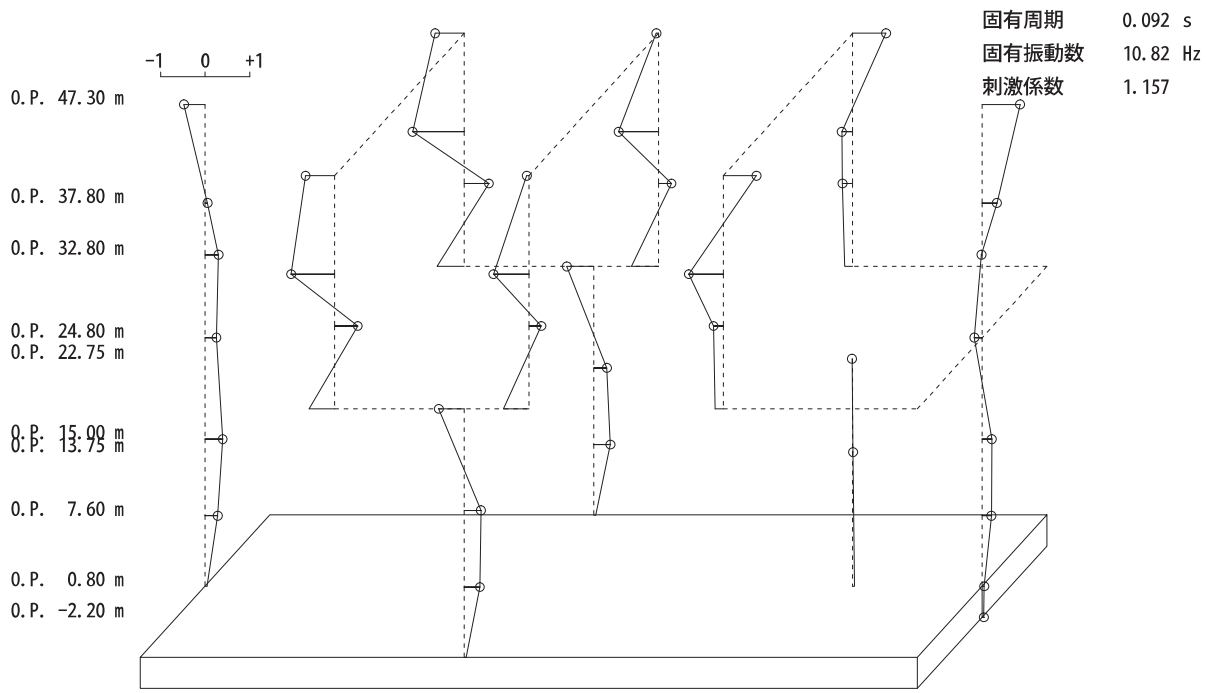 固有周期 0.092 s
固有振動数 10.82 Hz
刺激係数 1.157
−1 0 +1
O.P. 47.30 m
O.P. 37.80 m
O.P. 32.80 m
O.P. 24.80 m
O.P. 22.75 m
O.P. 15.00 m
O.P. 13.75 m
O.P. 7.60 m
O.P. 0.80 m
O.P. −2.20 m